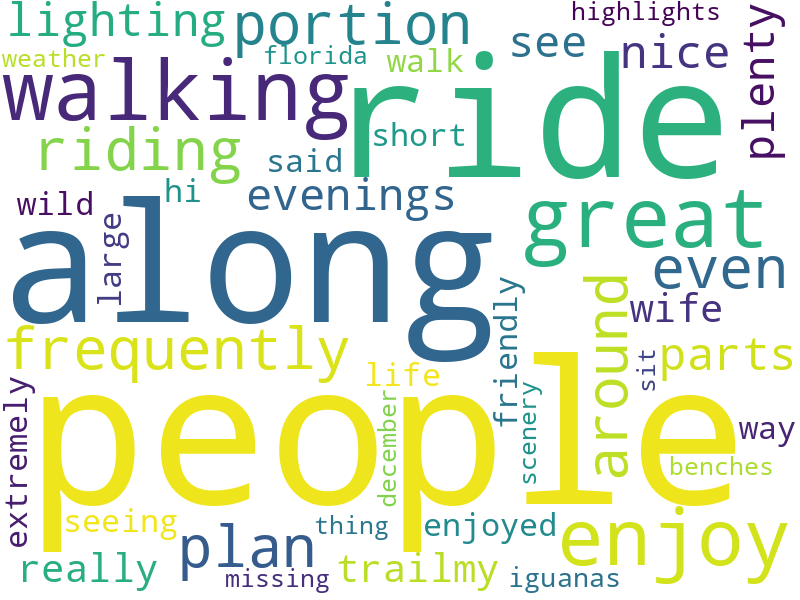 lighting
portion
highlights
weather
florida
walk
see
nice
plenty
walking
ride
riding
short
said
hi
evenings
wild
large
along
great
even
around
wife
frequently
friendly
sit
parts
life
people
extremely
december
scenery
way
benches
seeing
thing
enjoyed
enjoy
plan
really
missing
trailmy
iguanas